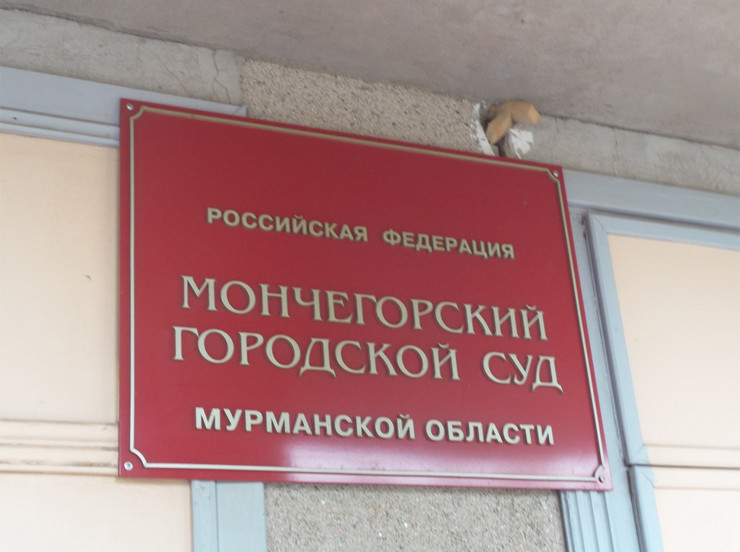 РОССИЙСКАЯ ФЕДЕРАЦИЯ
МОНЧЕГОРСКИЙ
ГОРОДСКОЙ СУД
МУРМАНСКОЙ ОБЛАСТИ